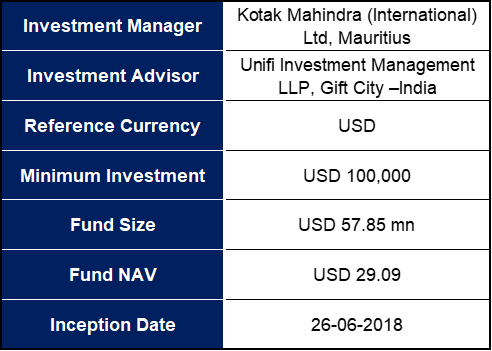 Investment Manager
Kotak Mahindra (International)
Ltd, Mauritius
Investment Advisor
Unifi Investment Management
LLP, Gift City –India
Reference Currency
USD
Minimum Investment
USD 100,000
Fund Size
USD 57.85 mn
Fund NAV
USD 29.09
Inception Date
26-06-2018